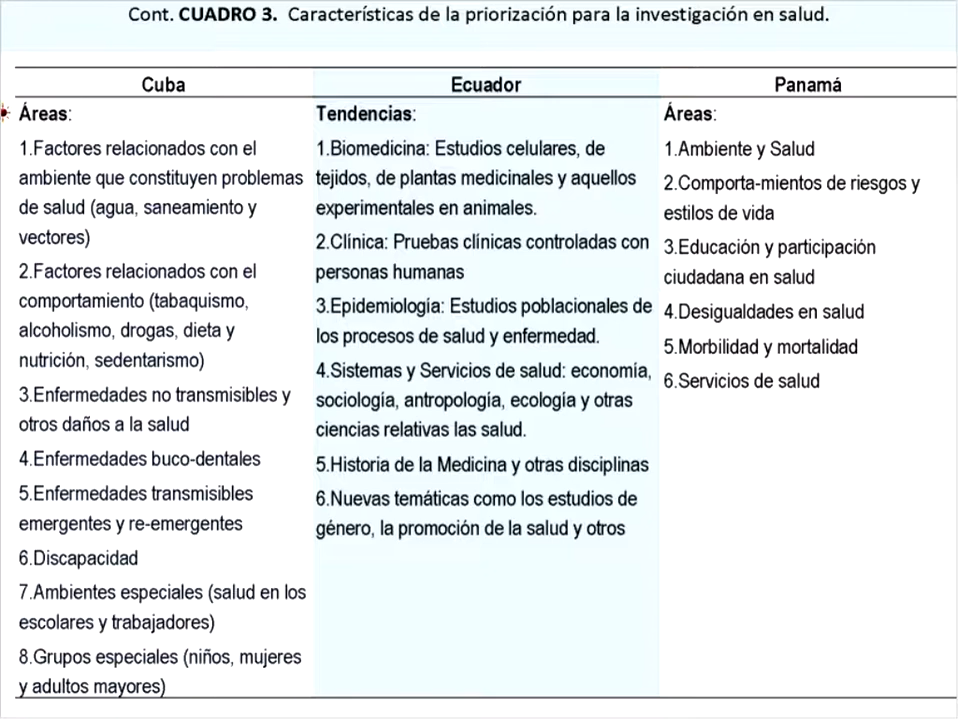 Cont. CUADRO 3. Características de la priorización para la investigación en salud.
Cuba
Áreas:
1.Factores relacionados con el
ambiente que constituyen problemas
de salud (agua, saneamiento y
vectores)
2.Factores relacionados con el
comportamiento (tabaquismo,
alcoholismo, drogas, dieta y
nutrición, sedentarismo)
3.Enfermedades no transmisibles y
otros daños a la salud
4.Enfermedades buco-dentales
5.Enfermedades transmisibles
emergentes y re-emergentes
6.Discapacidad
7.Ambientes especiales (salud en los
escolares y trabajadores)
8.Grupos especiales (niños, mujeres
y adultos mayores)
Ecuador
Tendencias:
1.Biomedicina: Estudios celulares, de
tejidos, de plantas medicinales y aquellos
experimentales en animales.
2.Clínica: Pruebas clínicas controladas con
personas humanas
3.Epidemiología: Estudios poblacionales de
los procesos de salud y enfermedad.
4.Sistemas y Servicios de salud: economía,
sociología, antropología, ecología y otras
ciencias relativas las salud.
5.Historia de la Medicina y otras disciplinas
6.Nuevas temáticas como los estudios de
género, la promoción de la salud y otros
Panamá
Áreas:
1.Ambiente y Salud
2.Comporta-mientos de riesgos y
estilos de vida
3.Educación y participación
ciudadana en salud
4.Desigualdades en salud
5.Morbilidad y mortalidad
6.Servicios de salud